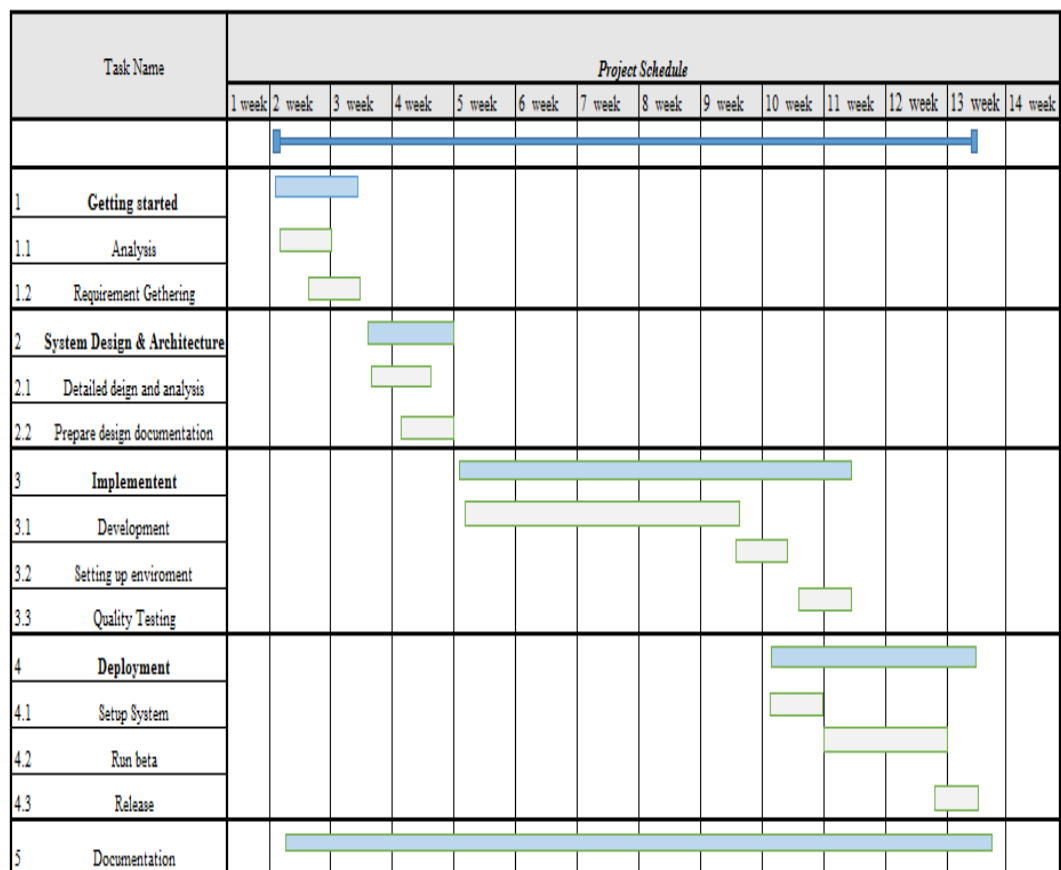 Task Name
Project Schedule
1 week 2 week 3 week 4 week 5 week 6 week 7 week 8 week 9 week 10 week 11 week 12 week 13 week 14 week
1 Getting started
1.1 Analysis
1.2 Requirement Gethering
2 System Design & Architecture
2.1 Detailed deign and analysis
2.2 Prepare design documentation
3 Implementent
3.1 Development
3.2 Setting up enviroment
3.3 Quality Testing
4 Deployment
4.1 Setup System
4.2 Run beta
4.3 Release
5 Documentation